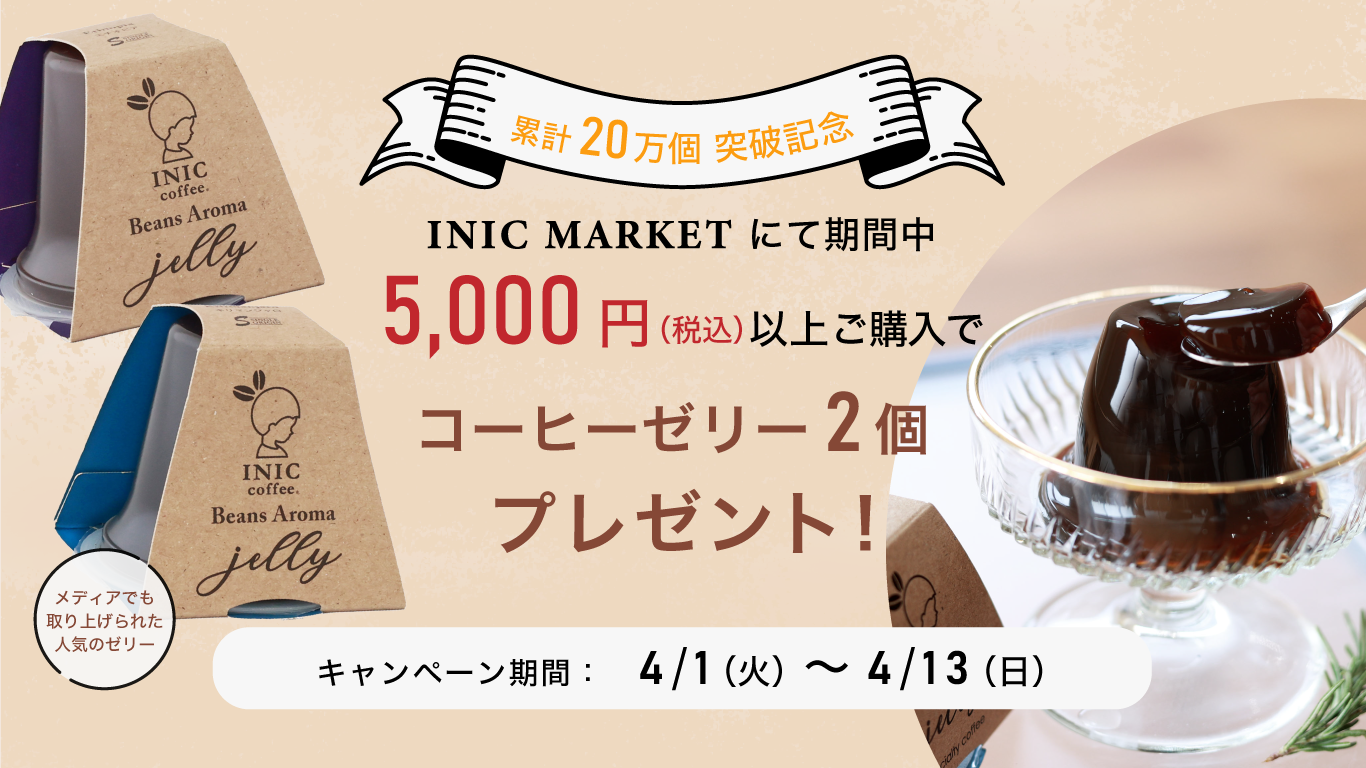 累計20万個 突破記念
INIC MARKET にて期間中
5,000円(税込)以上ご購入で
コーヒーゼリー2個
プレゼント!
INIC
coffee.
Beans Aroma
jelly
INIC
coffee.
Beans Aroma
jelly
メディアでも
取り上げられた
人気のゼリー
キャンペーン期間： 4/1(火) 〜 4/13(日)